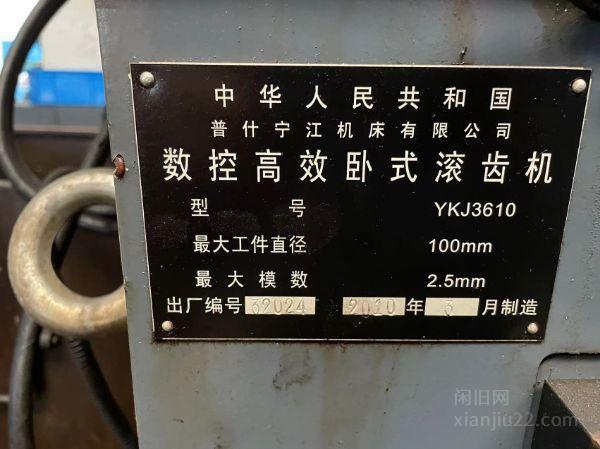 中华人民共和国
普什宁江机床有限公司
数控高效卧式滚齿机
型 号 YKJ3610
最大工件直径 100mm
最大模数 2.5mm
出厂编号 39024 2010 年 3 月制造
闲旧网
xianjiu22.com